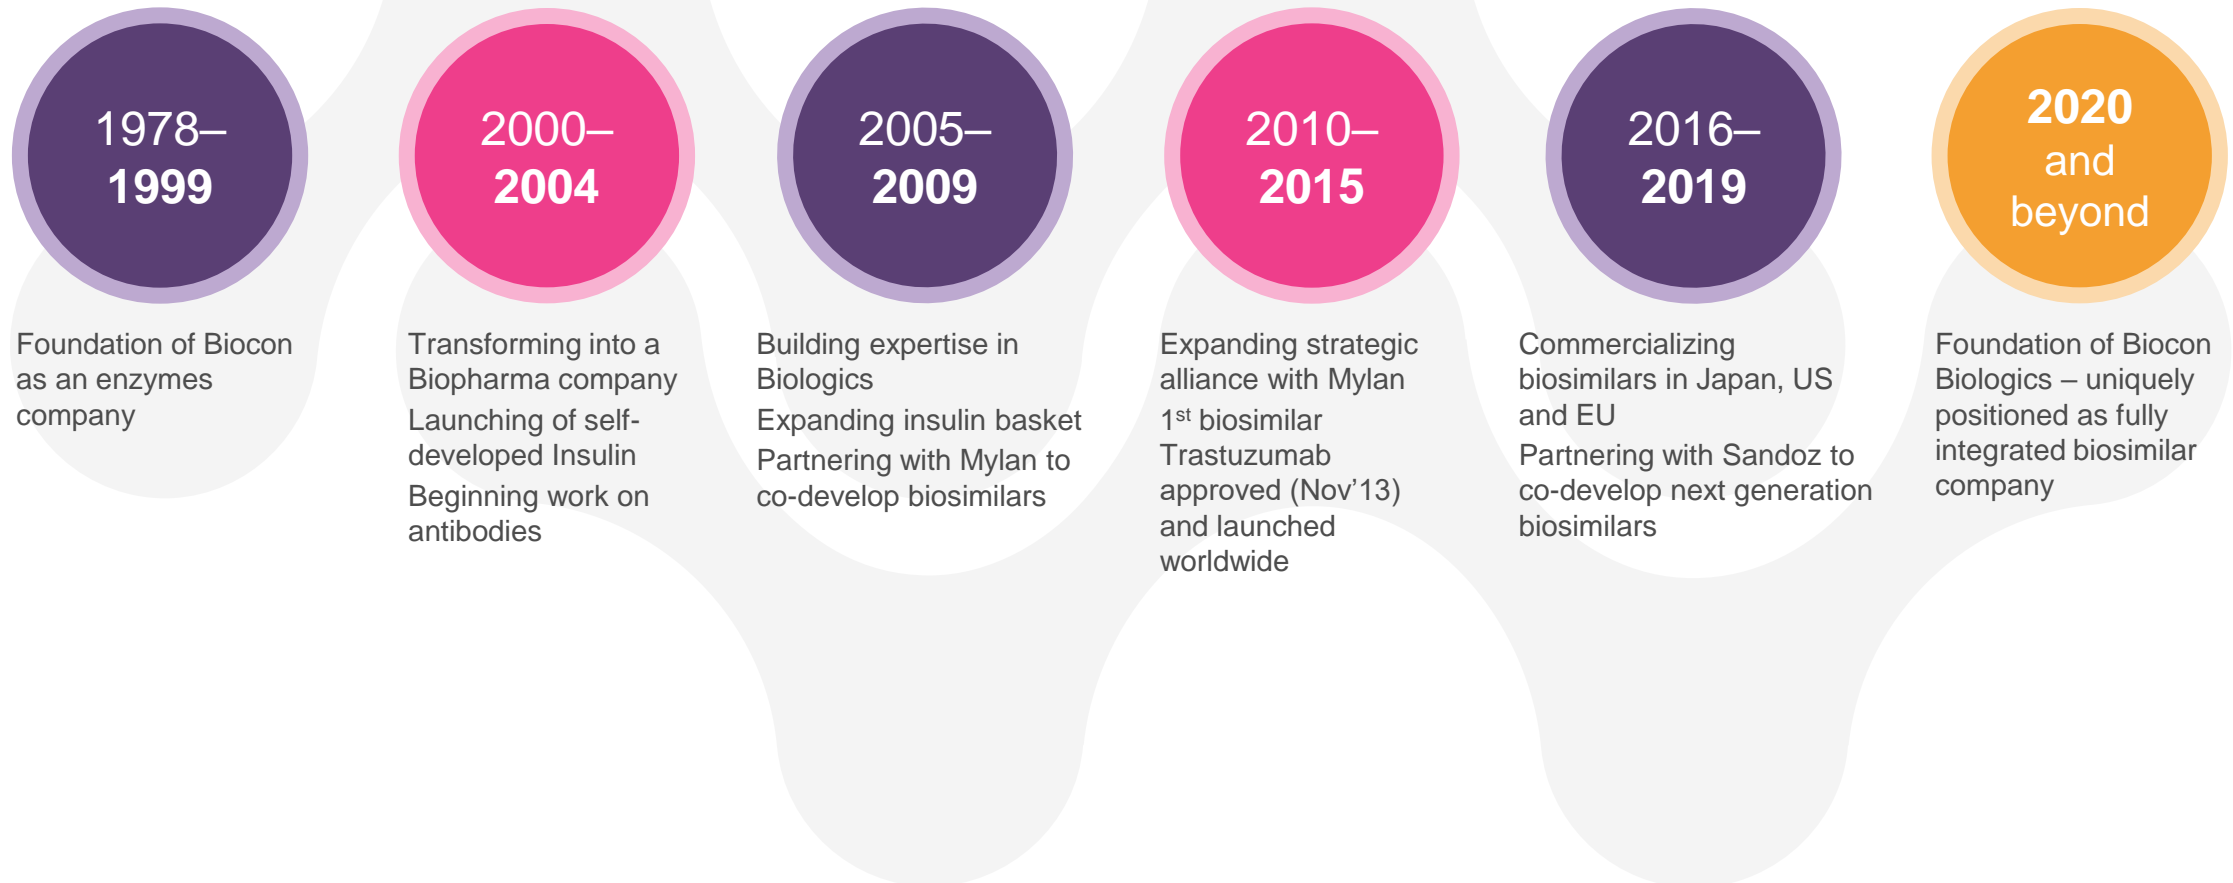 1978–
1999
Foundation of Biocon
as an enzymes
company
2000–
2004
Transforming into a
Biopharma company
Launching of self-
developed Insulin
Beginning work on
antibodies
2005–
2009
Building expertise in
Biologics
Expanding insulin basket
Partnering with Mylan to
co-develop biosimilars
2010–
2015
Expanding strategic
alliance with Mylan
1st biosimilar
Trastuzumab
approved (Nov'13)
and launched
worldwide
2016–
2019
Commercializing
biosimilars in Japan, US
and EU
Partnering with Sandoz to
co-develop next generation
biosimilars
2020
and
beyond
Foundation of Biocon
Biologics – uniquely
positioned as fully
integrated biosimilar
company